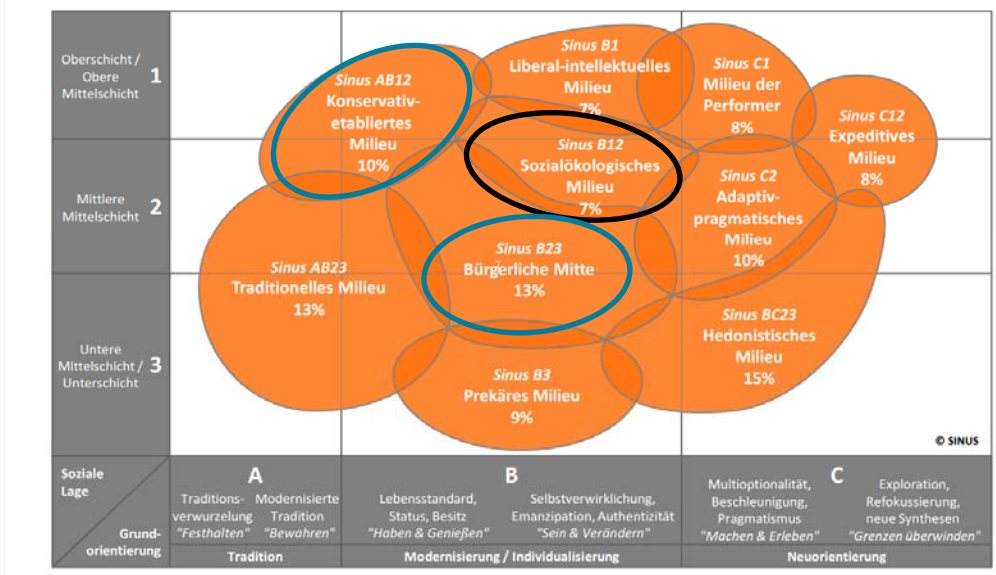 Oberschicht /
Obere
Mittelschicht
1
Mittlere
Mittelschicht
2
Untere
Mittelschicht /
Unterschicht
3
Sinus AB12
Konservativ-
etabliertes
Milieu
10%
Sinus B1
Liberal-intellektuelles
Milieu
7%
Sinus C1
Milieu der
Performer
8%
Sinus C12
Expeditives
Milieu
8%
Sinus B12
Sozialökologisches
Milieu
7%
Sinus C2
Adaptiv-
pragmatisches
Milieu
10%
Sinus AB23
Traditionelles Milieu
13%
Sinus B23
Bürgerliche Mitte
13%
Sinus BC23
Hedonistisches
Milieu
15%
Sinus B3
Prekäres Milieu
9%
© SINUS
Soziale
Lage
Grund-
orientierung
A
Traditions-
verwurzelung
"Festhalten"
Modernisierte
Tradition
"Bewahren"
Tradition
B
Lebensstandard,
Status, Besitz
"Haben & Genießen"
Selbstverwirklichung,
Emanzipation, Authentizität
"Sein & Verändern"
Modernisierung / Individualisierung
C
Multioptionalität,
Beschleunigung,
Pragmatismus
"Machen & Erleben"
Exploration,
Refokussierung,
neue Synthesen
"Grenzen überwinden"
Neuorientierung